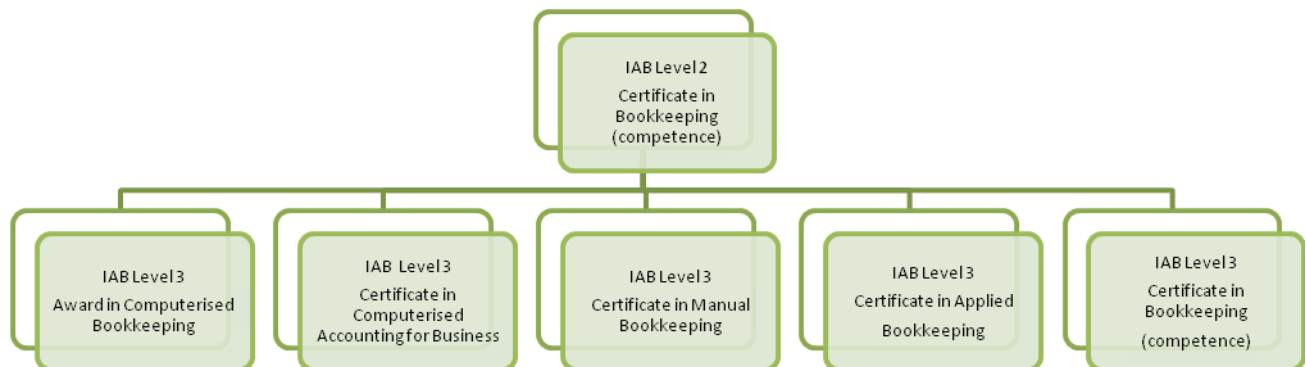 IAB Level 2
Certificate in
Bookkeeping
(competence)
IAB Level 3
Award in Computerised
Bookkeeping
IAB Level 3
Certificate in
Computerised
Accounting for Business
IAB Level 3
Certificate in Manual
Bookkeeping
IAB Level 3
Certificate in Applied
Bookkeeping
IAB Level 3
Certificate in
Bookkeeping
(competence)